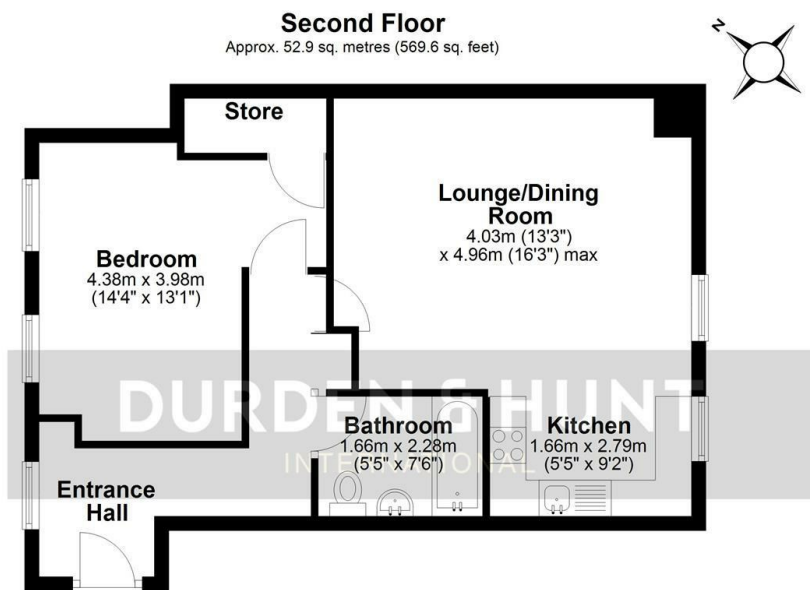 Second Floor
Approx. 52.9 sq. metres (569.6 sq. feet)
N
Store
Lounge/Dining
Room
4.03m (13'3")
x 4.96m (16'3") max
Bedroom
4.38m x 3.98m
(14'4" x 13'1")
DURDEN & HUNT
INTERNATIONAL
Bathroom
1.66m x 2.28m
(5'5" x 7'6")
Kitchen
1.66m x 2.79m
(5'5" x 9'2")
Entrance
Hall